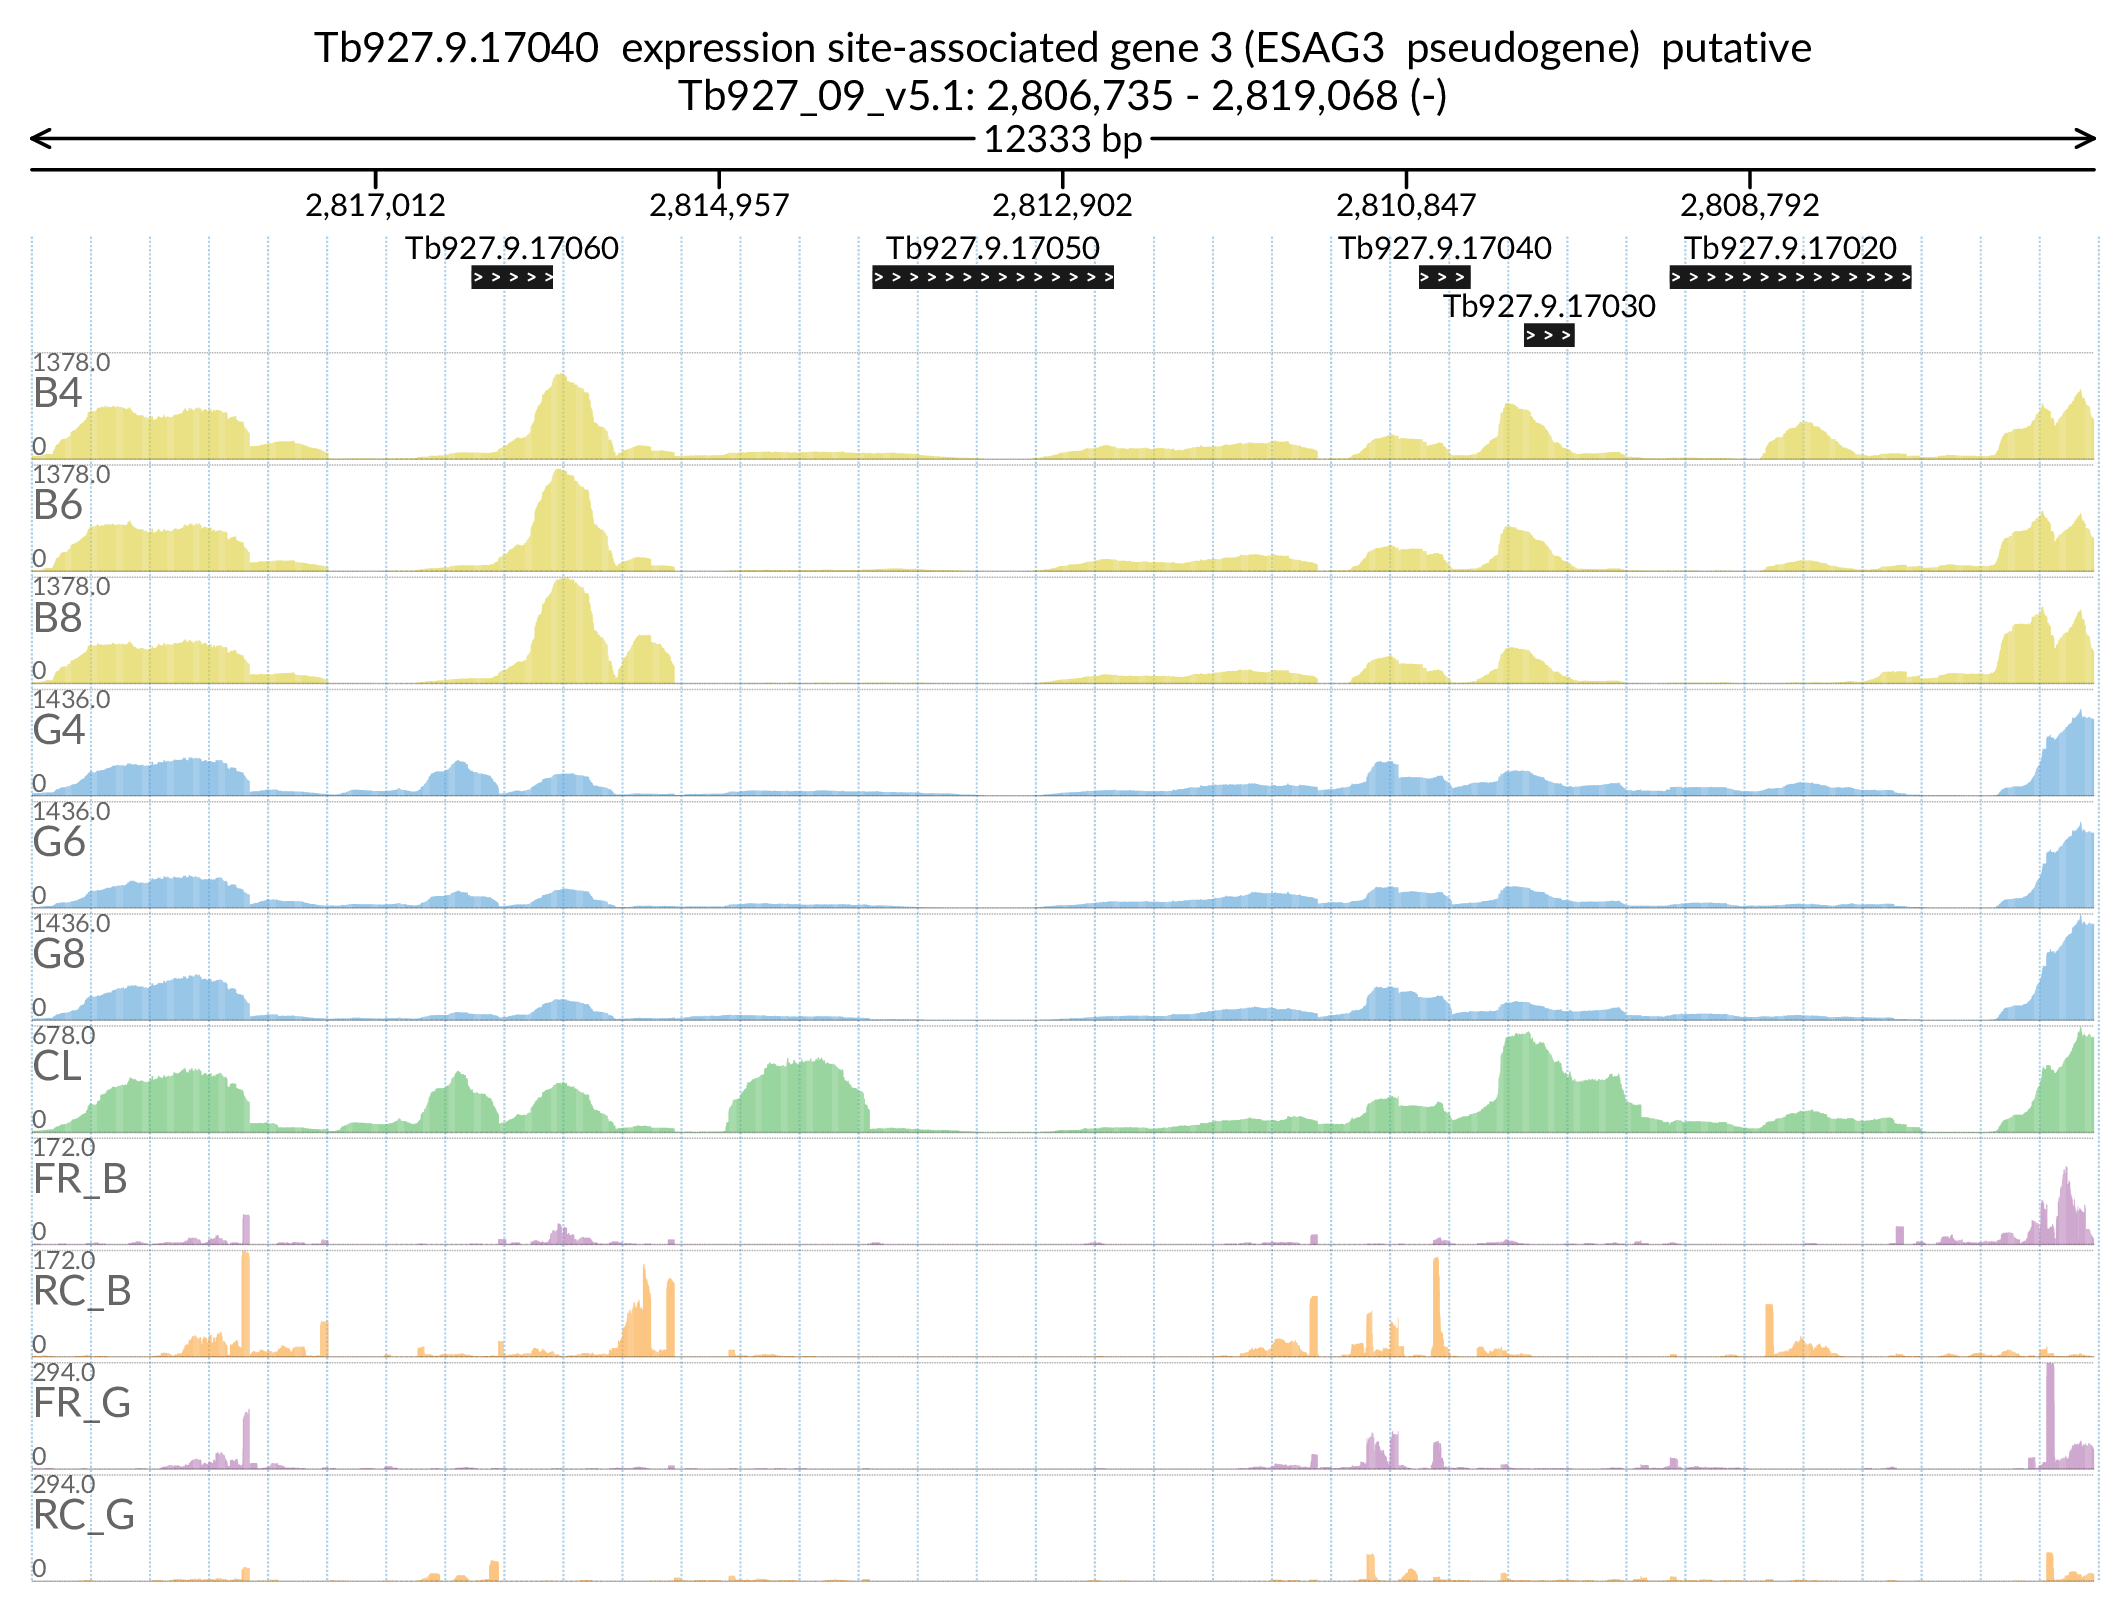 Tb927.9.17040  expression site-associated gene 3 (ESAG3  pseudogene)  putative
Tb927_09_v5.1: 2,806,735 - 2,819,068 (-)
12333 bp
2,817,012 2,814,957 2,812,902 2,810,847 2,808,792
Tb927.9.17060 Tb927.9.17050 Tb927.9.17040 Tb927.9.17020
Tb927.9.17030
1378.0
B4
0
1378.0
B6
0
1378.0
B8
0
1436.0
G4
0
1436.0
G6
0
1436.0
G8
0
678.0
CL
0
172.0
FR_B
0
172.0
RC_B
0
294.0
FR_G
0
294.0
RC_G
0